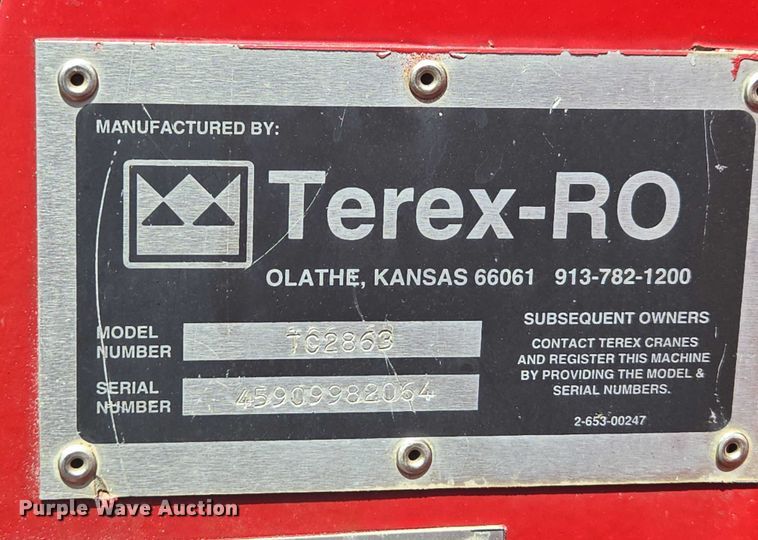 MANUFACTURED BY:
Terex-RO
OLATHE, KANSAS 66061 913-782-1200
MODEL NUMBER TC2863
SERIAL NUMBER 45909982064
SUBSEQUENT OWNERS
CONTACT TEREX CRANES
AND REGISTER THIS MACHINE
BY PROVIDING THE MODEL &
SERIAL NUMBERS.
2-653-00247
Purple Wave Auction